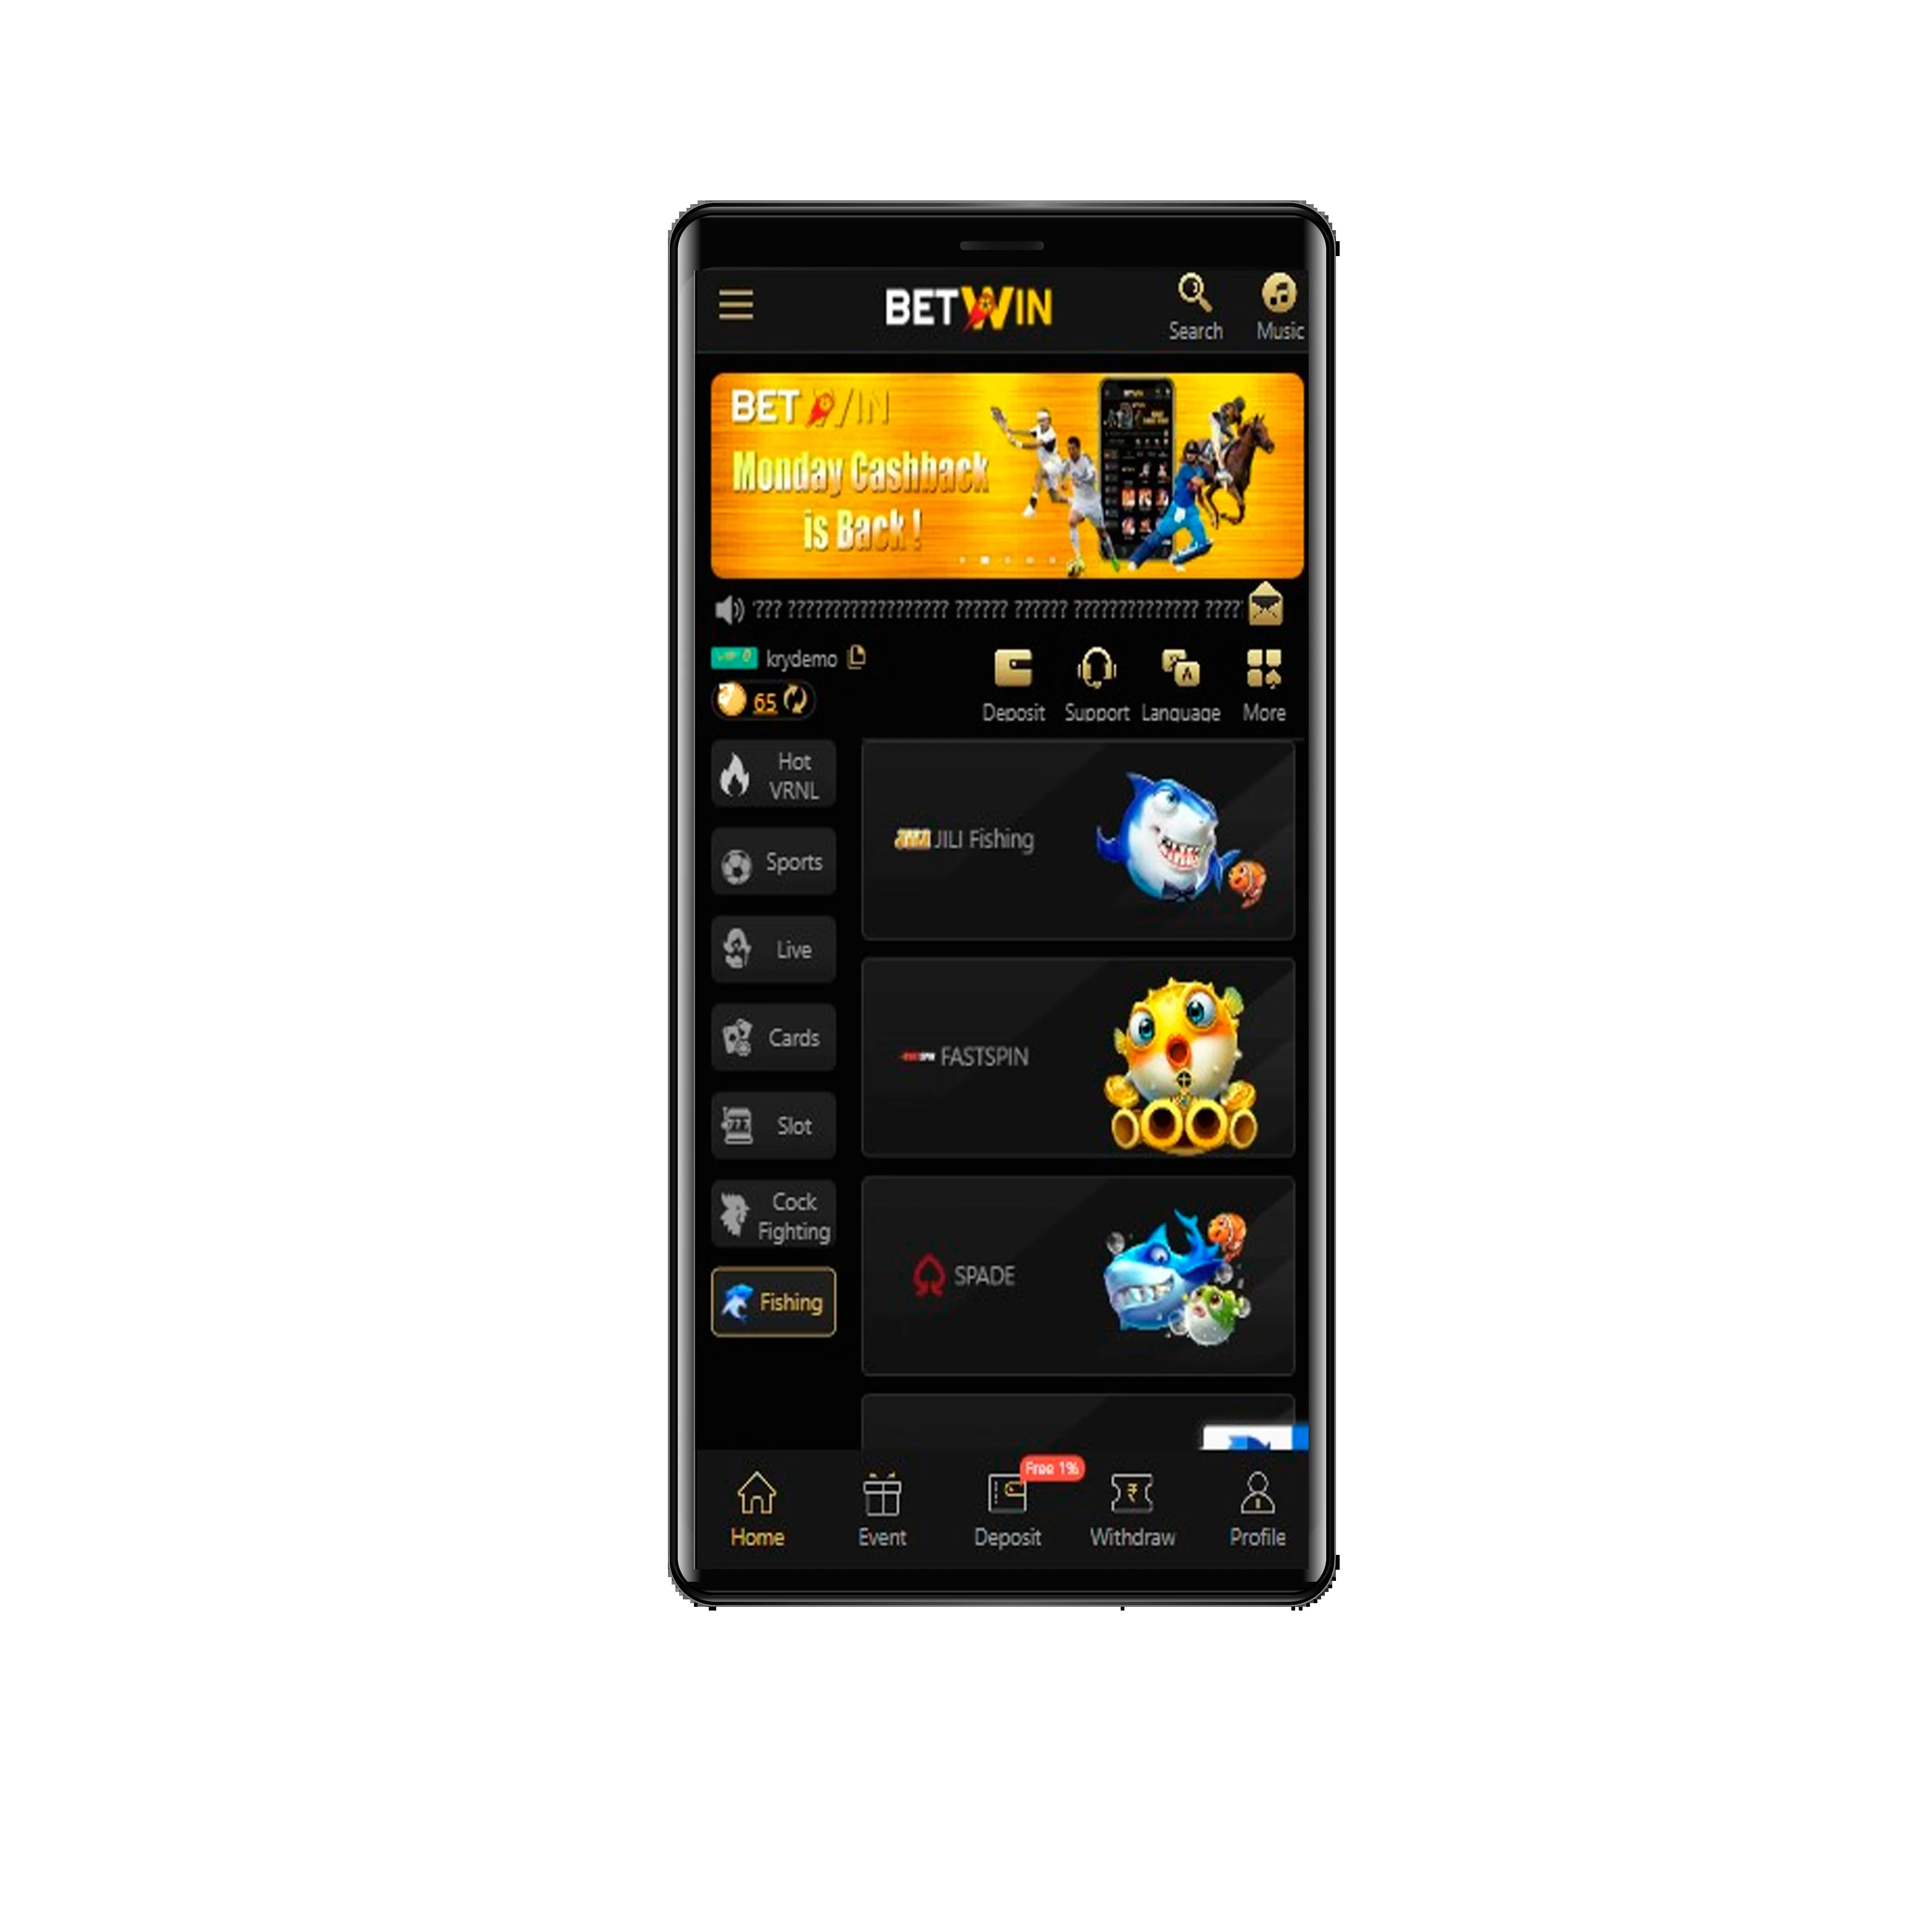 BETWIN
Search
Music
BETWIN
Monday Cashback
is Back !
??? ?????????????????? ?????? ?????? ?????????????? ????
krydemo
65
Deposit
Support
Language
More
Hot
VRNL
Sports
Live
Cards
Slot
Cock
Fighting
Fishing
JILI Fishing
FASTSPIN
SPADE
Free 1%
Home
Event
Deposit
Withdraw
Profile